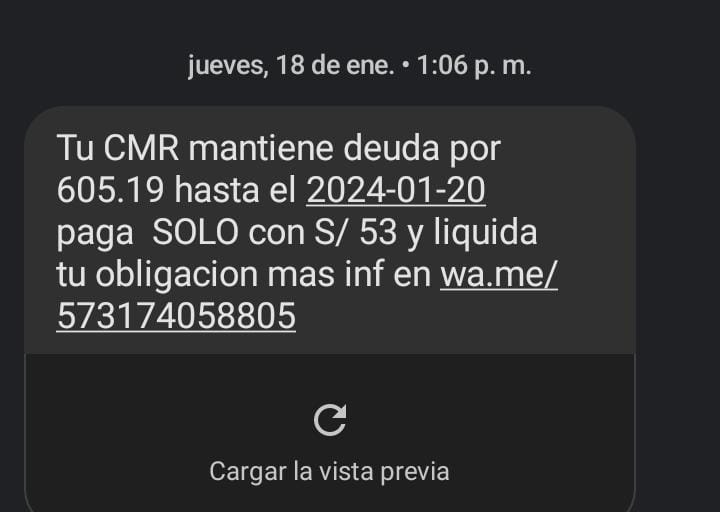 jueves, 18 de ene. • 1:06 p. m.
Tu CMR mantiene deuda por
605.19 hasta el 2024-01-20
paga  SOLO con S/ 53 y liquida
tu obligacion mas inf en wa.me/
573174058805
Cargar la vista previa